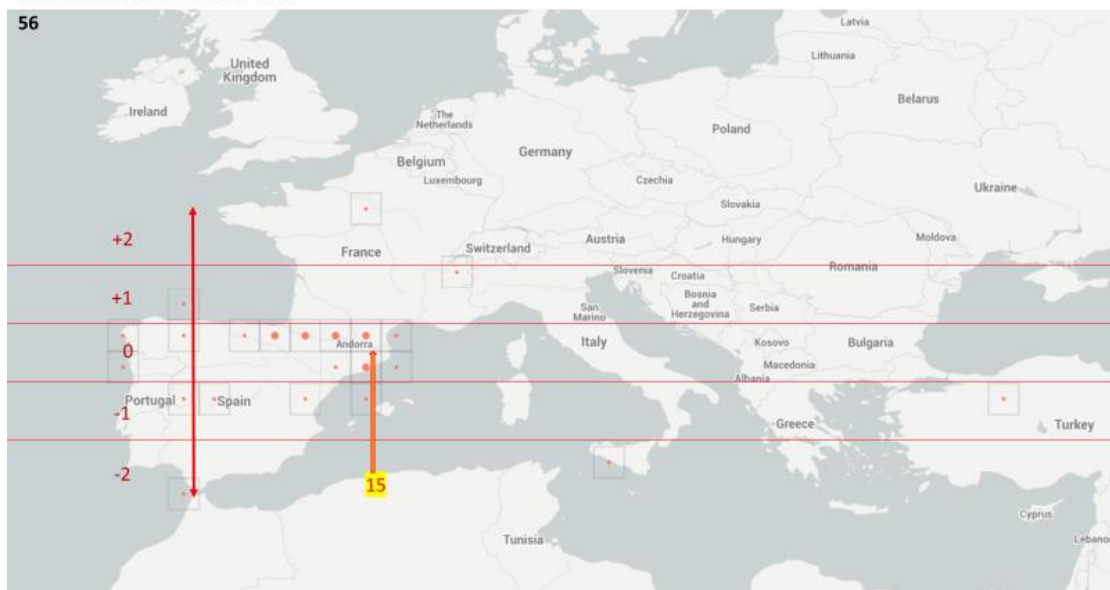 56
Latvia
Lithuania
United
Kingdom
Ireland
Belarus
The
Netherlands
Poland
Germany
Belgium
Luxembourg
Czechia
Ukraine
Slovakia
+2
France
Switzerland
Austria
Hungary
Moldova
Slovenia
Croatia
Romania
+1
Bosnia
and
Herzegovina
San
Marino
Serbia
0
Andorra
Italy
Kosovo
Bulgaria
Macedonia
Albania
Portugal
Spain
-1
Greece
Turkey
-2
15
Cyprus
Tunisia
Lebanon